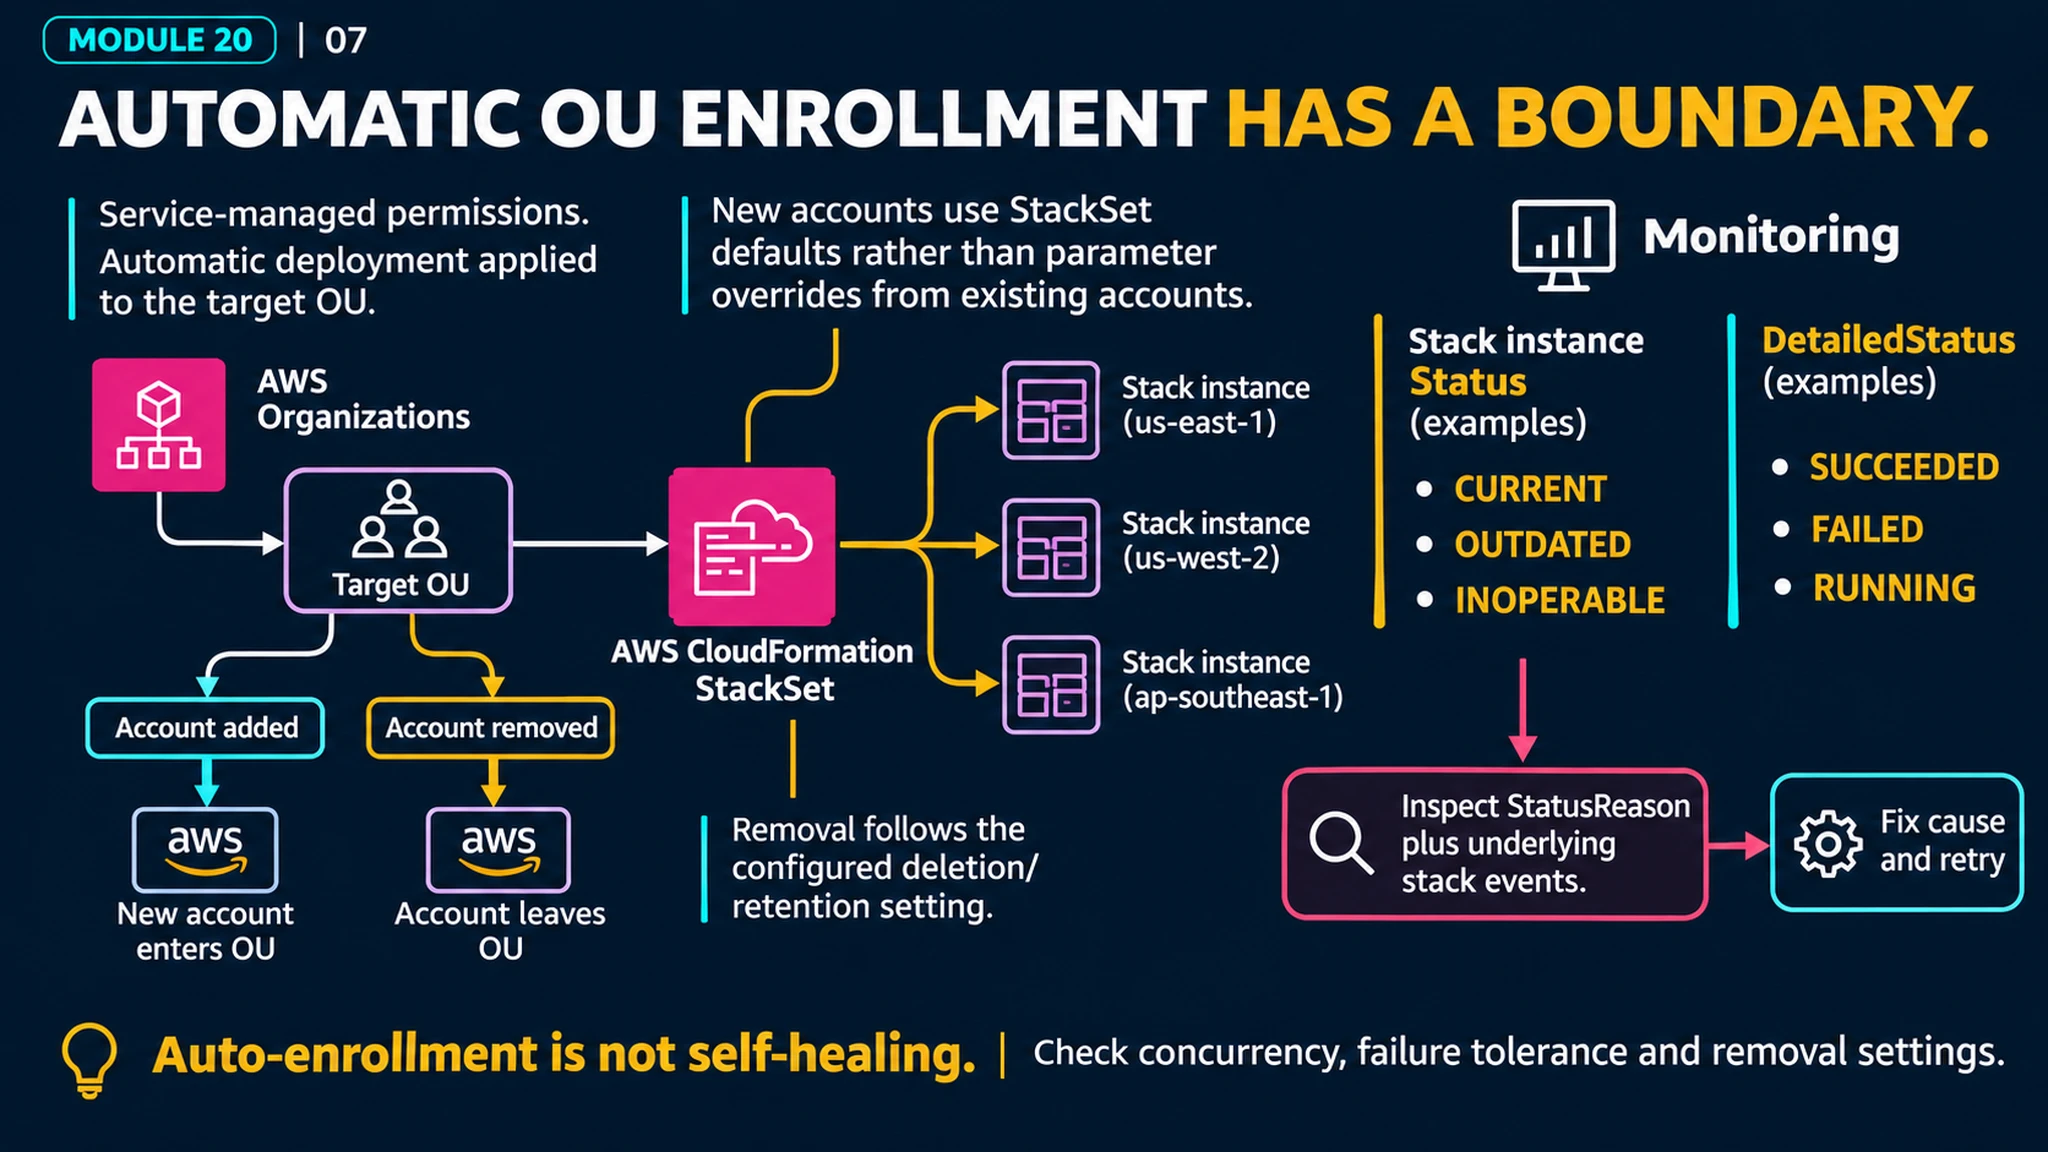 MODULE 20 | 07
AUTOMATIC OU ENROLLMENT HAS A BOUNDARY.
Service-managed permissions.
Automatic deployment applied
to the target OU.
New accounts use StackSet
defaults rather than parameter
overrides from existing accounts.
AWS
Organizations
Target OU
Account added
Account removed
aws
New account
enters OU
aws
Account leaves
OU
AWS CloudFormation
StackSet
Removal follows the
configured deletion/
retention setting.
Stack instance
(us-east-1)
Stack instance
(us-west-2)
Stack instance
(ap-southeast-1)
Monitoring
Stack instance
Status
(examples)
• CURRENT
• OUTDATED
• INOPERABLE
DetailedStatus
(examples)
• SUCCEEDED
• FAILED
• RUNNING
Inspect StatusReason
plus underlying
stack events.
Fix cause
and retry
Auto-enrollment is not self-healing. | Check concurrency, failure tolerance and removal settings.